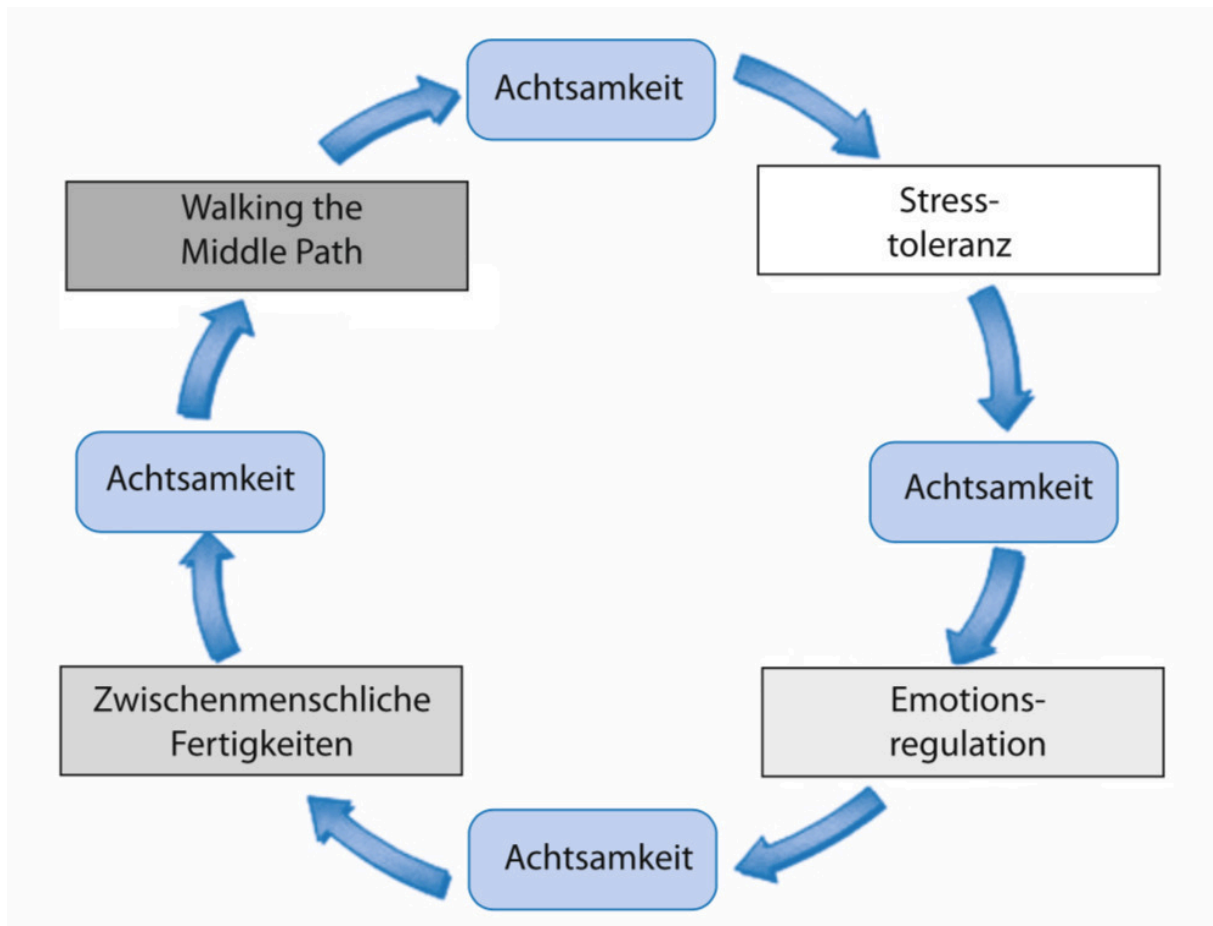 Achtsamkeit
Walking the
Middle Path
Stress-
toleranz
Achtsamkeit
Achtsamkeit
Zwischenmenschliche
Fertigkeiten
Emotions-
regulation
Achtsamkeit